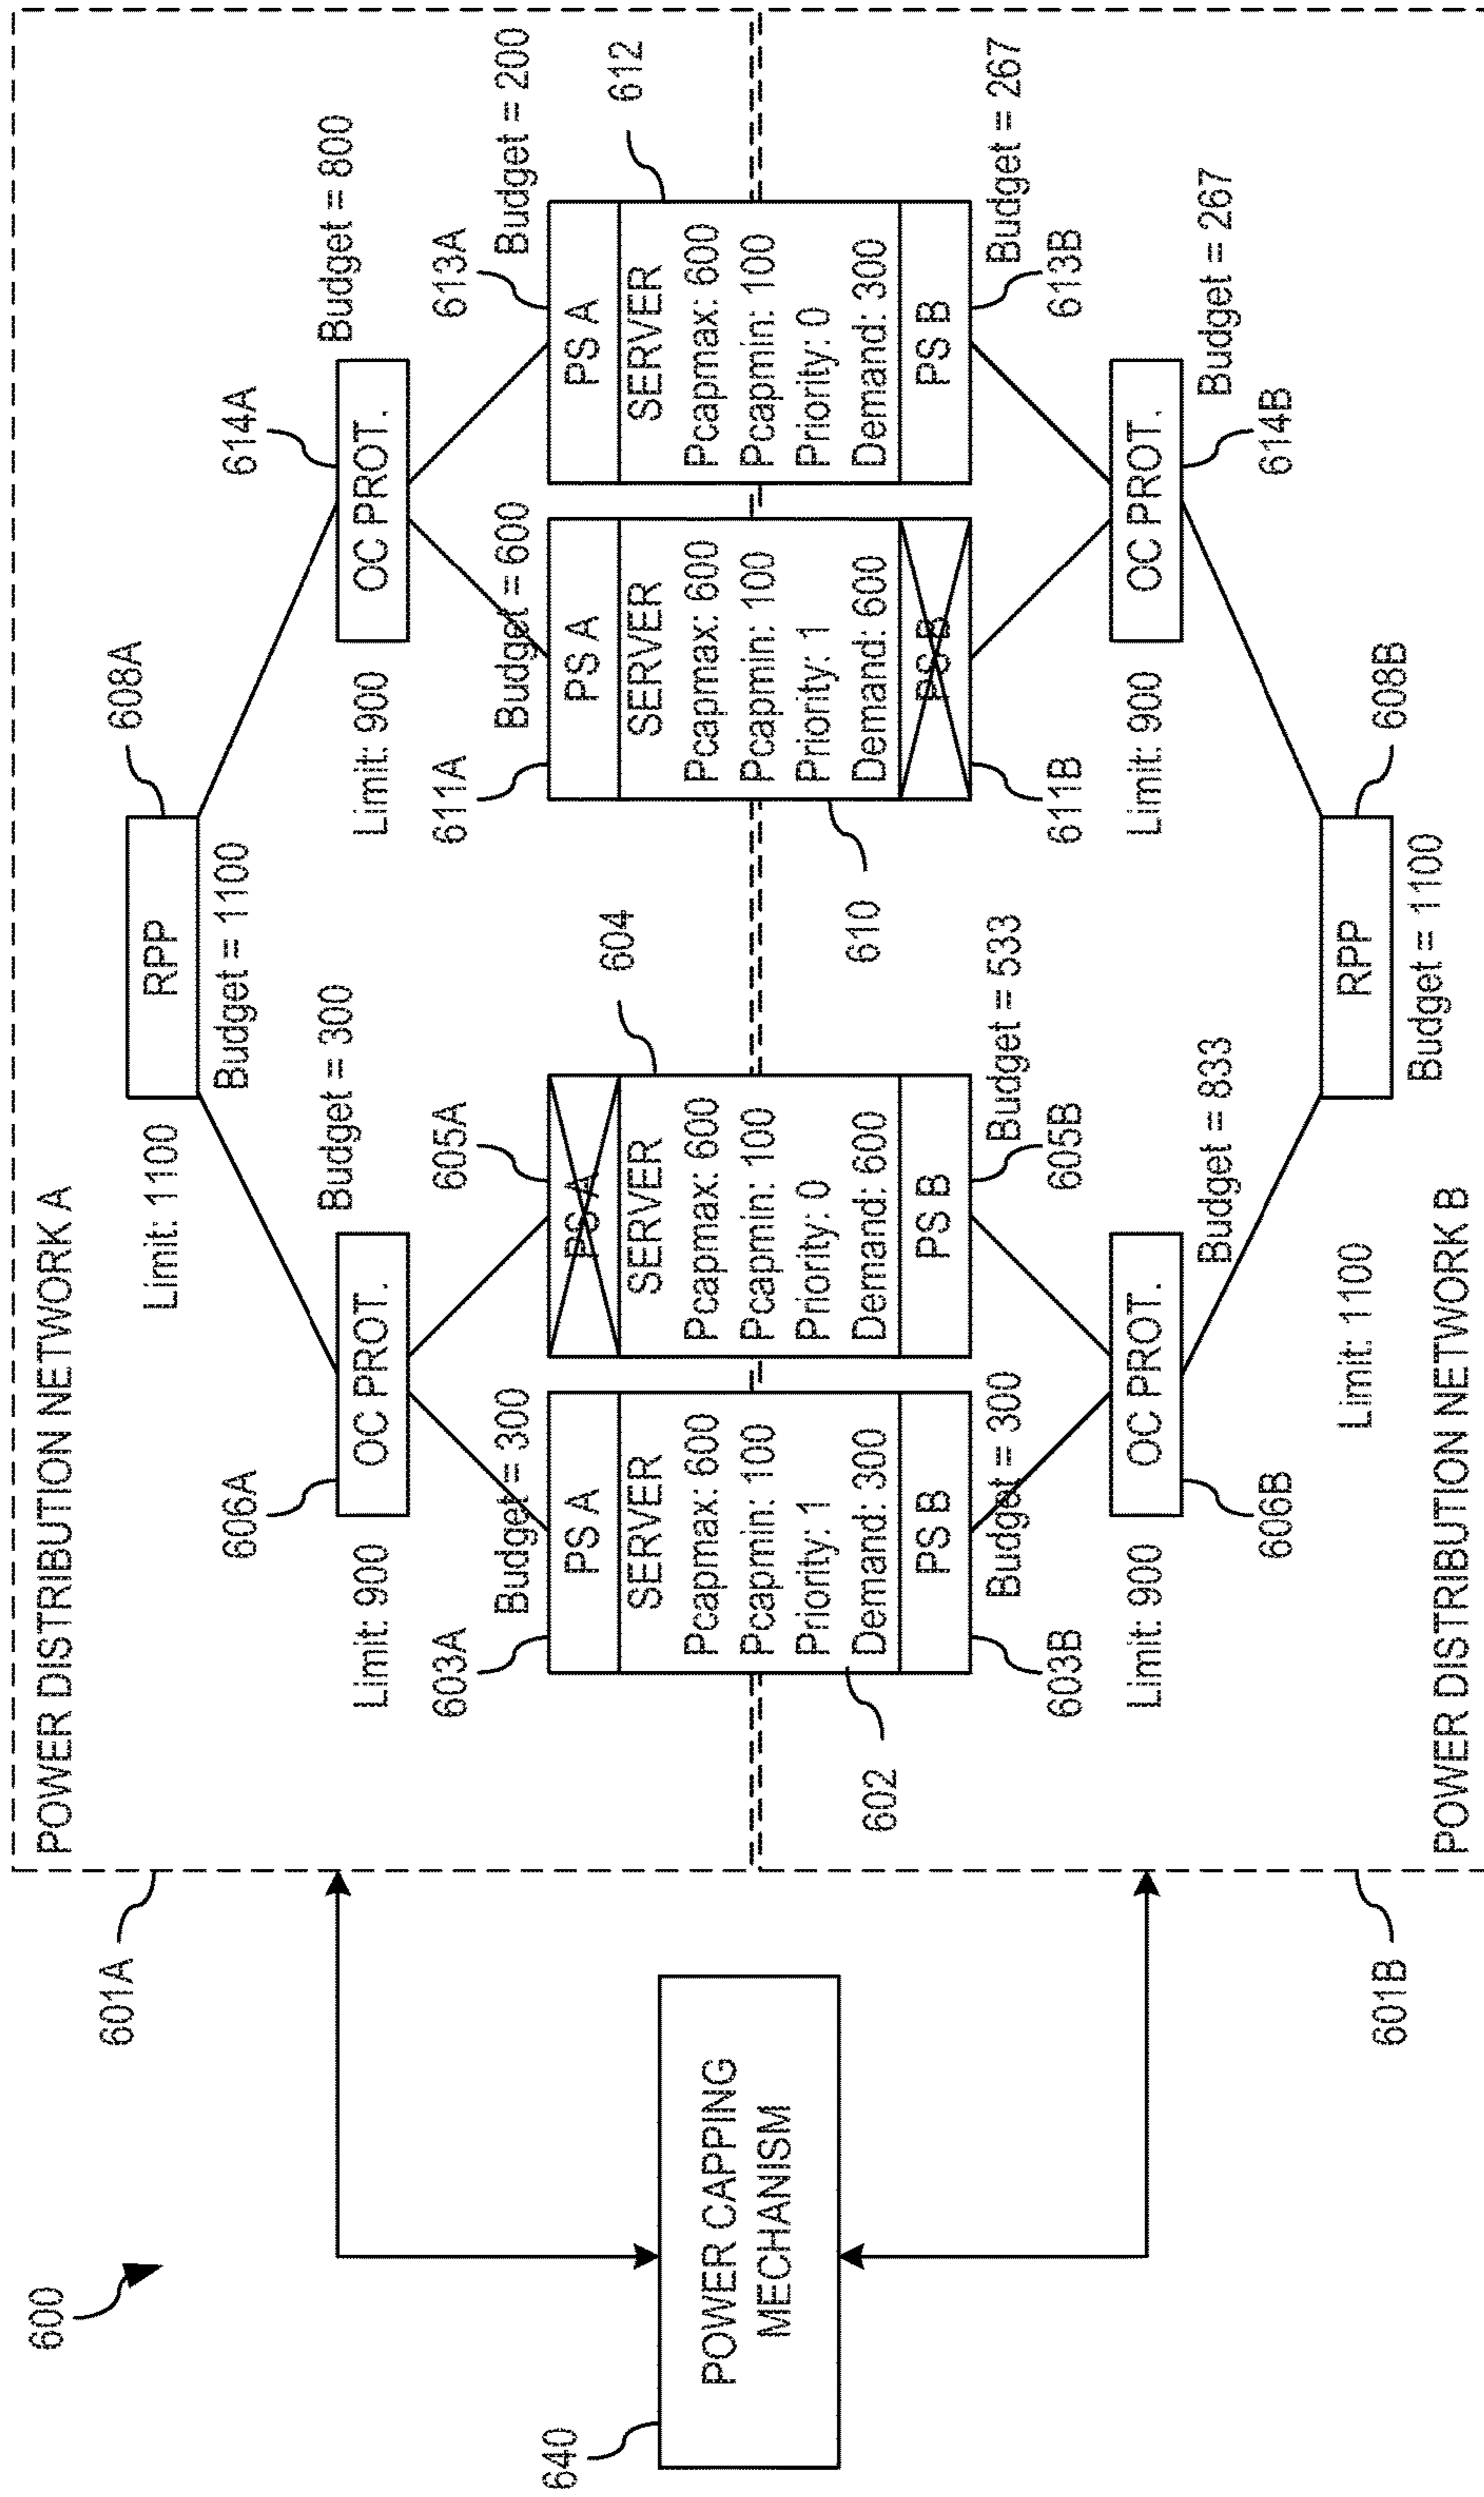 600
601A
POWER DISTRIBUTION NETWORK A
608A
RPP
Limit: 1100
Budget = 1100
606A
OC PROT.
Limit: 900
Budget = 300
614A
OC PROT.
Limit: 900
Budget = 800
603A
Budget = 300
605A
611A
Budget = 600
613A
Budget = 200
PS A
SERVER
Pcapmax: 600
Pcapmin: 100
Priority: 1
Demand: 300
PS B
602
PS A
SERVER
Pcapmax: 600
Pcapmin: 100
Priority: 0
Demand: 600
PS B
604
PS A
SERVER
Pcapmax: 600
Pcapmin: 100
Priority: 1
Demand: 600
PS B
610
PS A
SERVER
Pcapmax: 600
Pcapmin: 100
Priority: 0
Demand: 300
PS B
612
603B
Budget = 300
605B
Budget = 533
611B
613B
Budget = 267
Limit: 900
OC PROT.
606B
Budget = 833
Limit: 900
OC PROT.
614B
Budget = 267
Limit: 1100
RPP
608B
Budget = 1100
POWER DISTRIBUTION NETWORK B
601B
640
POWER CAPPING
MECHANISM